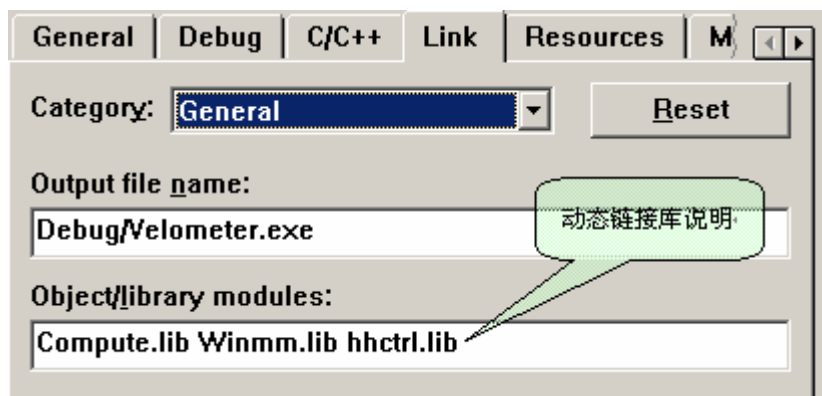 General Debug C/C++ Link Resources M
Category: General Reset
Output file name:
Debug/Velometer.exe
动态链接库说明
Object/library modules:
Compute.lib Winmm.lib hhctrl.lib